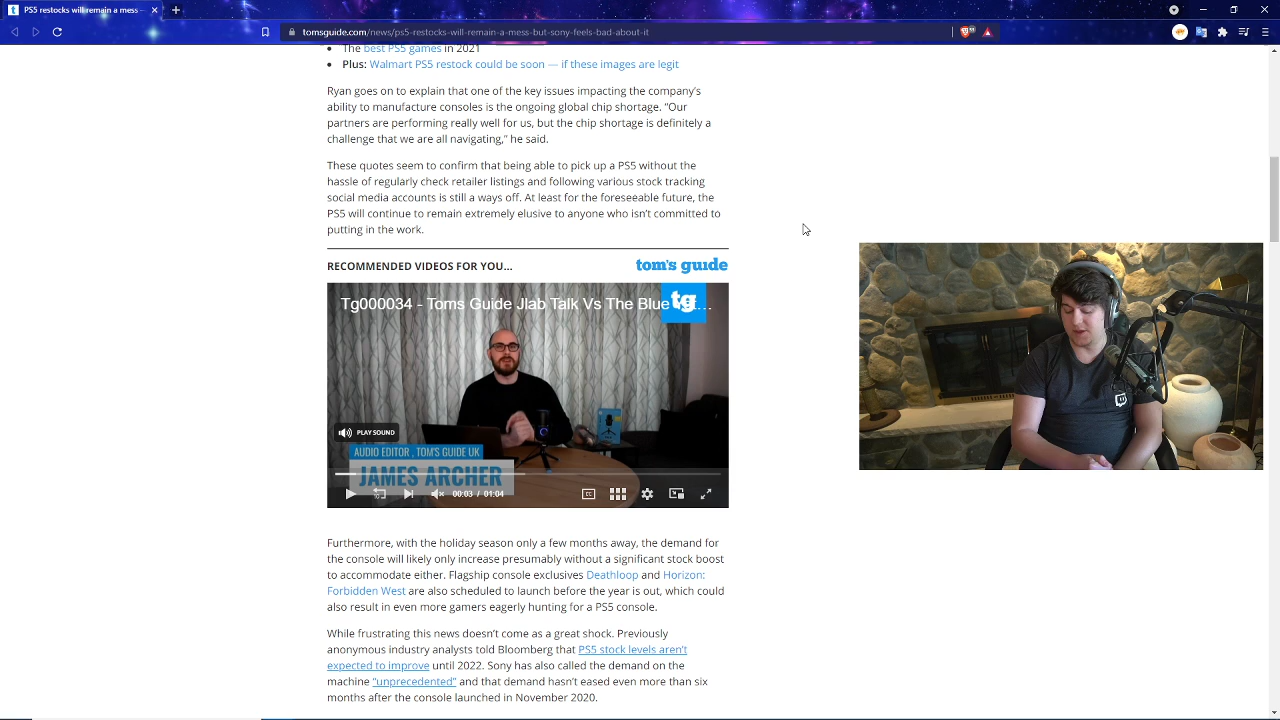 PS5 restocks will remain a mess —
tomsguide.com/news/ps5-restocks-will-remain-a-mess-but-sony-feels-bad-about-it
The best PS5 games in 2021
Plus: Walmart PS5 restock could be soon — if these images are legit
Ryan goes on to explain that one of the key issues impacting the company's
ability to manufacture consoles is the ongoing global chip shortage. “Our
partners are performing really well for us, but the chip shortage is definitely a
challenge that we are all navigating,” he said.
These quotes seem to confirm that being able to pick up a PS5 without the
hassle of regularly check retailer listings and following various stock tracking
social media accounts is still a ways off. At least for the foreseeable future, the
PS5 will continue to remain extremely elusive to anyone who isn't committed to
putting in the work.
RECOMMENDED VIDEOS FOR YOU...
tom's guide
Tg000034 - Toms Guide Jlab Talk Vs The Blue
tg
PLAY SOUND
AUDIO EDITOR , TOM'S GUIDE UK
JAMES ARCHER
10
00:03 / 01:04
CC
Furthermore, with the holiday season only a few months away, the demand for
the console will likely only increase presumably without a significant stock boost
to accommodate either. Flagship console exclusives Deathloop and Horizon:
Forbidden West are also scheduled to launch before the year is out, which could
also result in even more gamers eagerly hunting for a PS5 console.
While frustrating this news doesn't come as a great shock. Previously
anonymous industry analysts told Bloomberg that PS5 stock levels aren't
expected to improve until 2022. Sony has also called the demand on the
machine “unprecedented” and that demand hasn't eased even more than six
months after the console launched in November 2020.